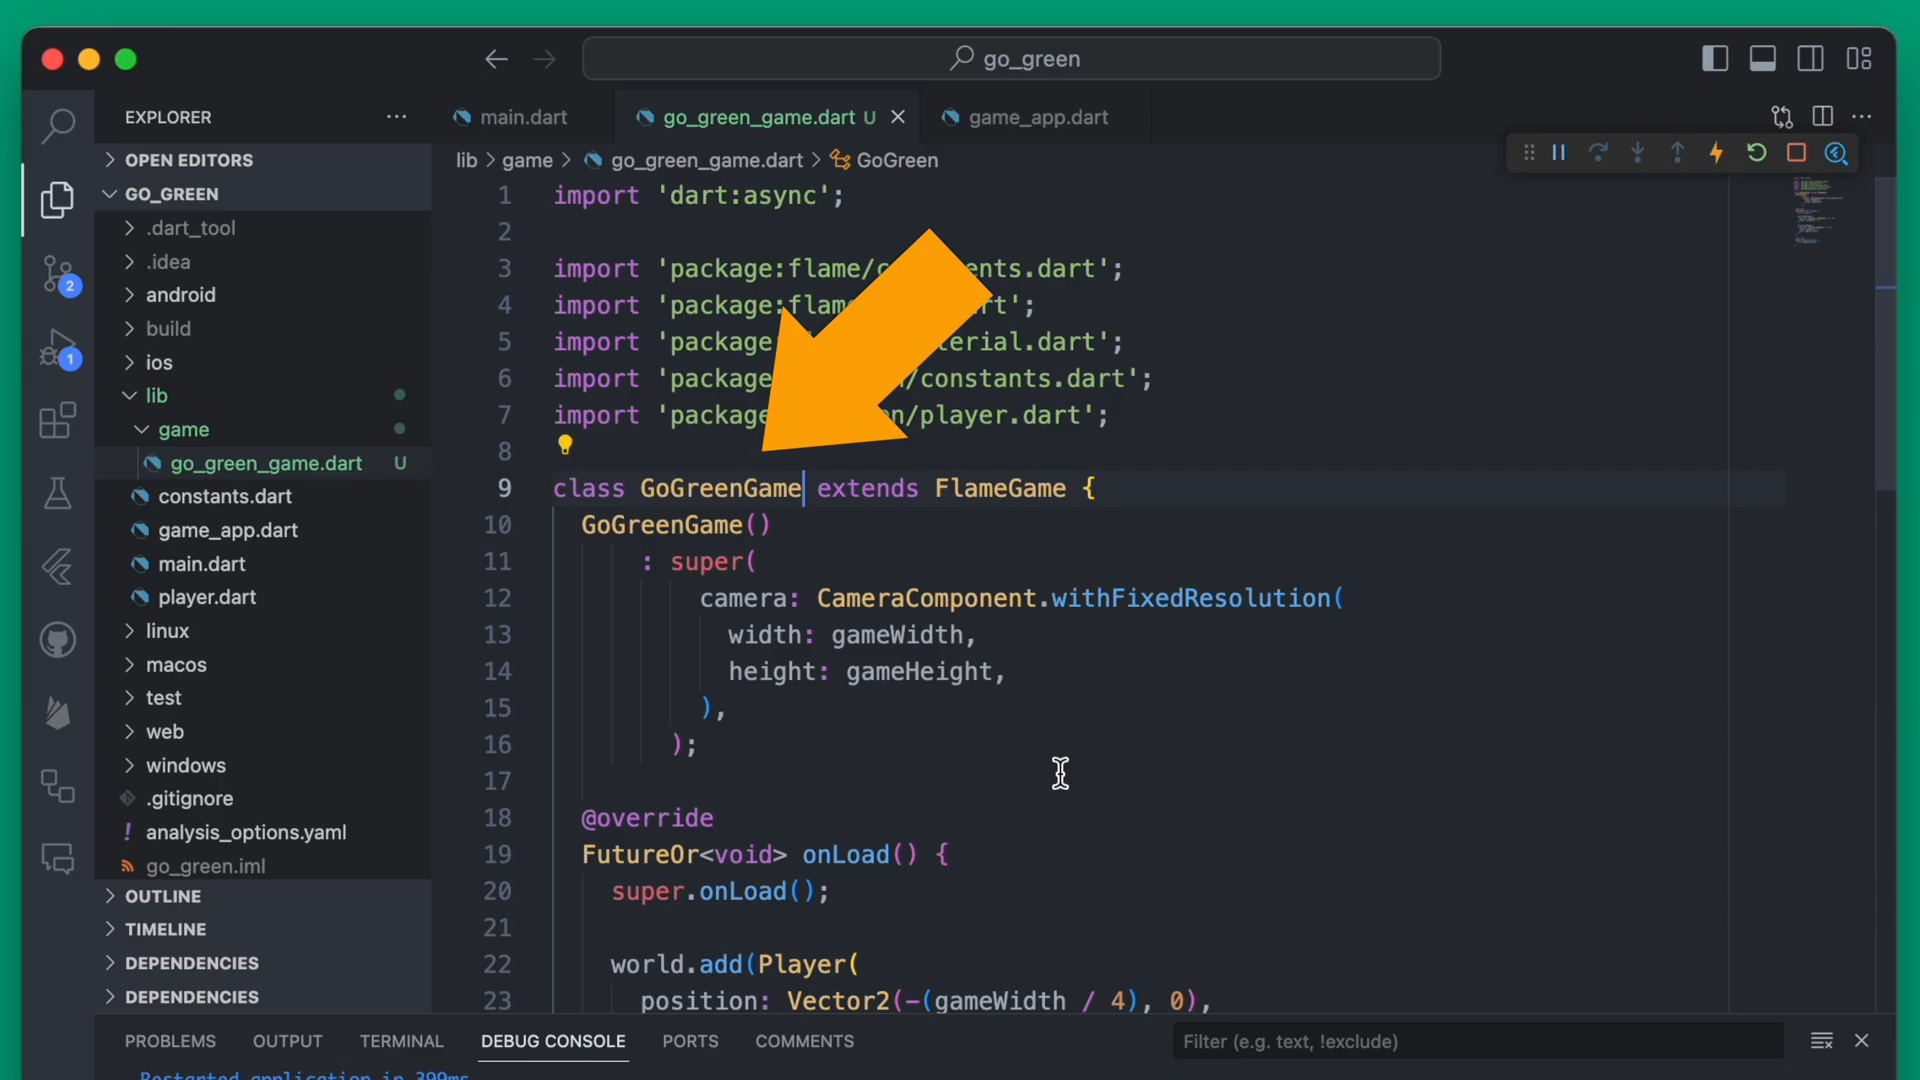 go_green
EXPLORER
main.dart
go_green_game.dart U
game_app.dart
lib > game > go_green_game.dart > GoGreen
OPEN EDITORS
GO_GREEN
.dart_tool
.idea
android
build
ios
lib
game
go_green_game.dart U
constants.dart
game_app.dart
main.dart
player.dart
linux
macos
test
web
windows
.gitignore
! analysis_options.yaml
go_green.iml
OUTLINE
TIMELINE
DEPENDENCIES
DEPENDENCIES
2
1
1 import 'dart:async';
2
3 import 'package:flame/c ents.dart';
4 import 'package:flam rt';
5 import 'package: terial.dart';
6 import 'package /constants.dart';
7 import 'package n/player.dart';
8
9 class GoGreenGame extends FlameGame {
10 GoGreenGame()
11 : super(
12 camera: CameraComponent.withFixedResolution(
13 width: gameWidth,
14 height: gameHeight,
15 ),
16 );
17
18 @override
19 FutureOr<void> onLoad() {
20 super.onLoad();
21
22 world.add(Player(
23 position: Vector2(-(gameWidth / 4), 0),
PROBLEMS OUTPUT TERMINAL DEBUG CONSOLE PORTS COMMENTS
Filter (e.g. text, !exclude)
Restarted application in 399ms